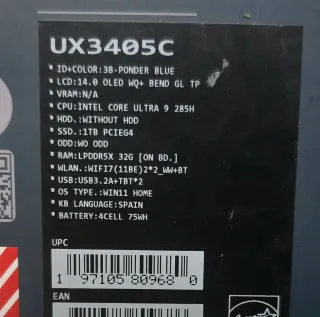 UX3405C
* ID+COLOR:3B-PONDER BLUE
* LCD:14.0 OLED WQ+ BEND GL TP
* VRAM:N/A
* CPU:INTEL CORE ULTRA 9 285H
* HDD.:WITHOUT HDD
* SSD.:1TB PCIEG4
* ODD:WO ODD
* RAM:LPDDR5X 32G [ON BD.]
* WLAN.:WIFI7(11BE)2*2_WW+BT
* USB:USB3.2A+TBT*2
* OS TYPE.:WIN11 HOME
* KB LANGUAGE:SPAIN
* BATTERY:4CELL 75WH
UPC
1 97105 80968 0
EAN